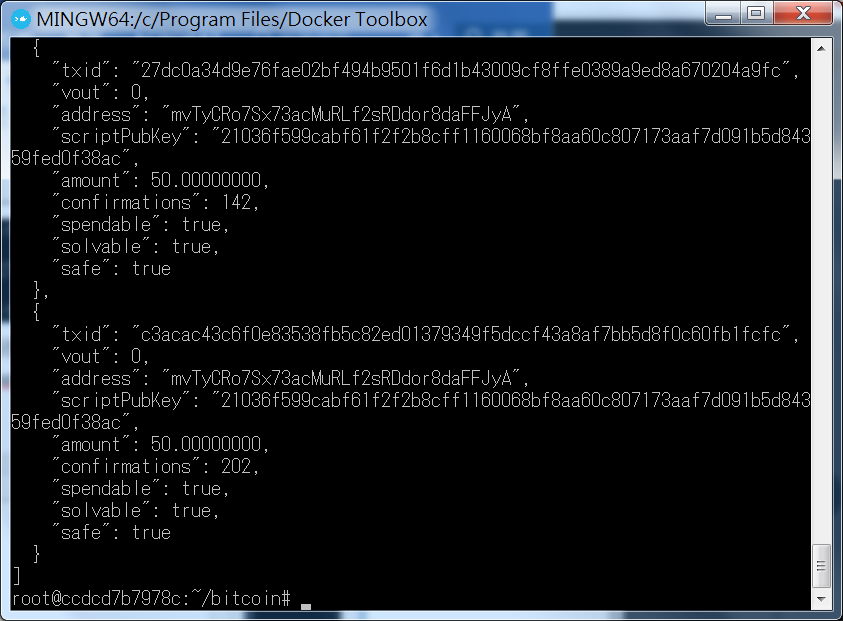 MINGW64:/c/Program Files/Docker Toolbox
{
"txid": "27dc0a34d9e76fae02bf494b9501f6d1b43009cf8ffe0389a9ed8a670204a9fc",
"vout": 0,
"address": "mvTyCRo7Sx73acMuRLf2sRDdor8daFFJyA",
"scriptPubKey": "21036f599cabf61f2f2b8cff1160068bf8aa60c807173aaf7d091b5d843
59fed0f38ac",
"amount": 50.00000000,
"confirmations": 142,
"spendable": true,
"solvable": true,
"safe": true
},
{
"txid": "c3acac43c6f0e83538fb5c82ed01379349f5dccf43a8af7bb5d8f0c60fb1fcfc",
"vout": 0,
"address": "mvTyCRo7Sx73acMuRLf2sRDdor8daFFJyA",
"scriptPubKey": "21036f599cabf61f2f2b8cff1160068bf8aa60c807173aaf7d091b5d843
59fed0f38ac",
"amount": 50.00000000,
"confirmations": 202,
"spendable": true,
"solvable": true,
"safe": true
}
]
root@ccdcd7b7978c:~/bitcoin#